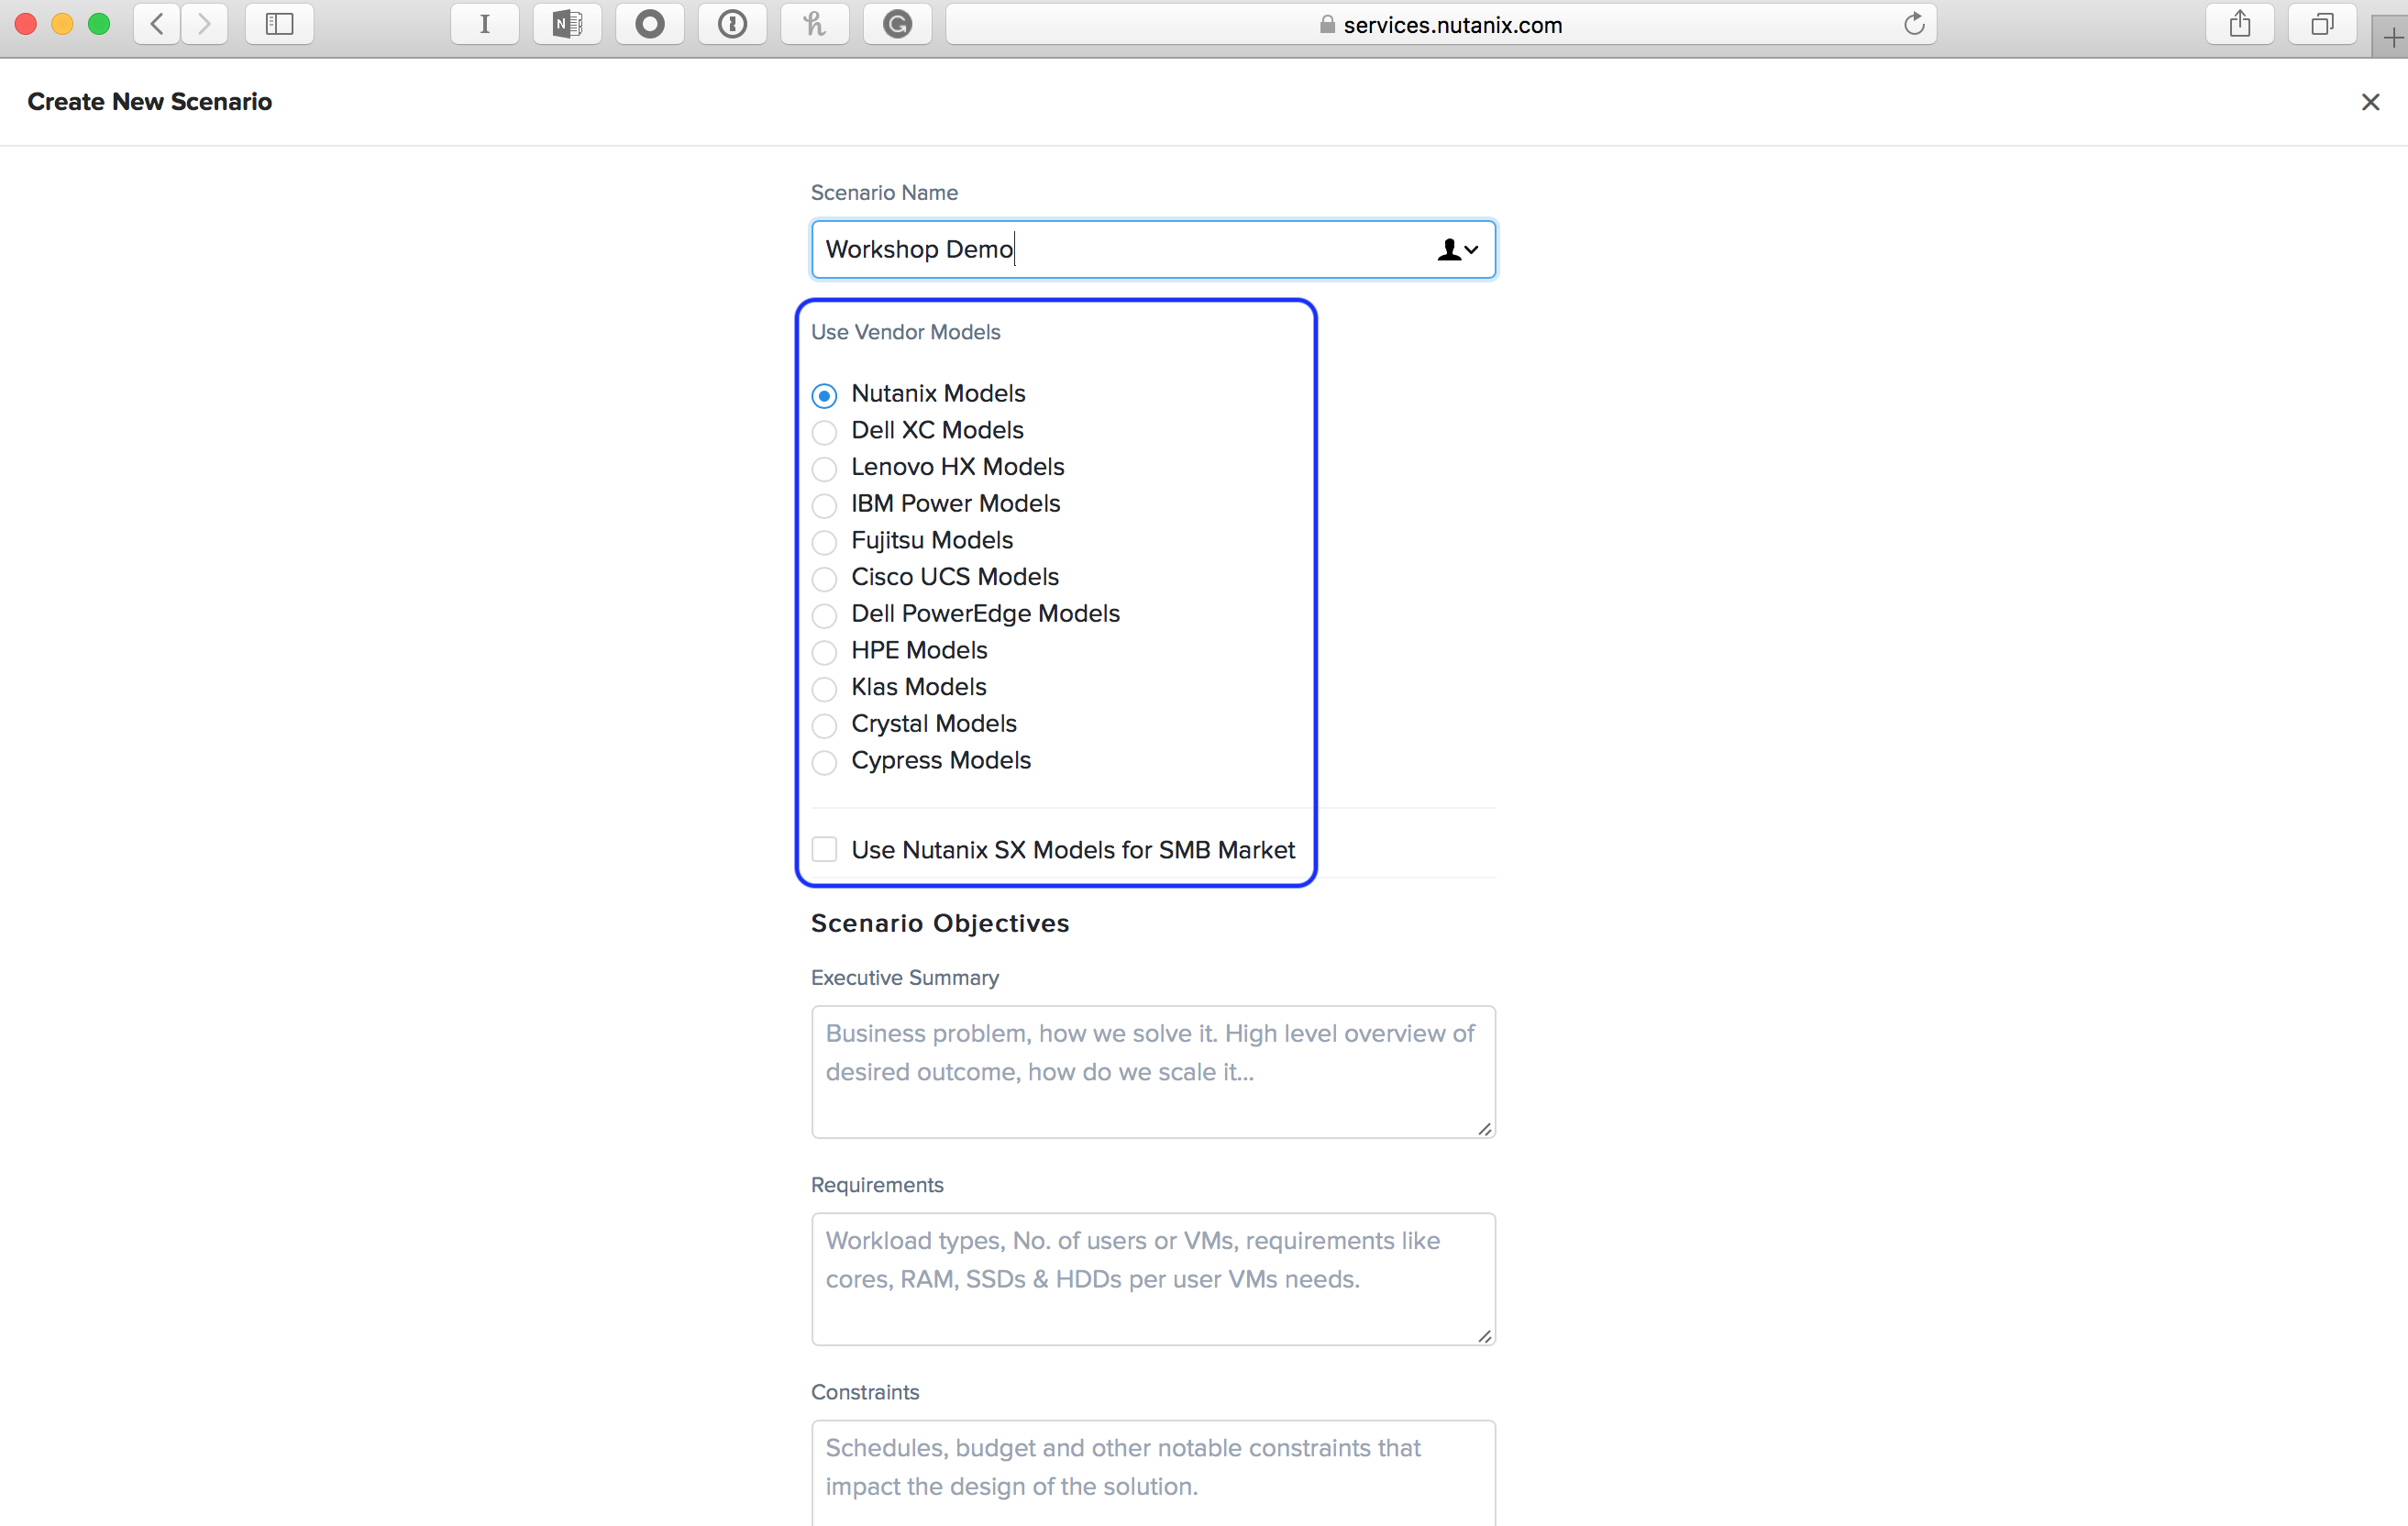 services.nutanix.com
Create New Scenario
Scenario Name
Workshop Demo
Use Vendor Models
Nutanix Models
Dell XC Models
Lenovo HX Models
IBM Power Models
Fujitsu Models
Cisco UCS Models
Dell PowerEdge Models
HPE Models
Klas Models
Crystal Models
Cypress Models
Use Nutanix SX Models for SMB Market
Scenario Objectives
Executive Summary
Business problem, how we solve it. High level overview of
desired outcome, how do we scale it...
Requirements
Workload types, No. of users or VMs, requirements like
cores, RAM, SSDs & HDDs per user VMs needs.
Constraints
Schedules, budget and other notable constraints that
impact the design of the solution.